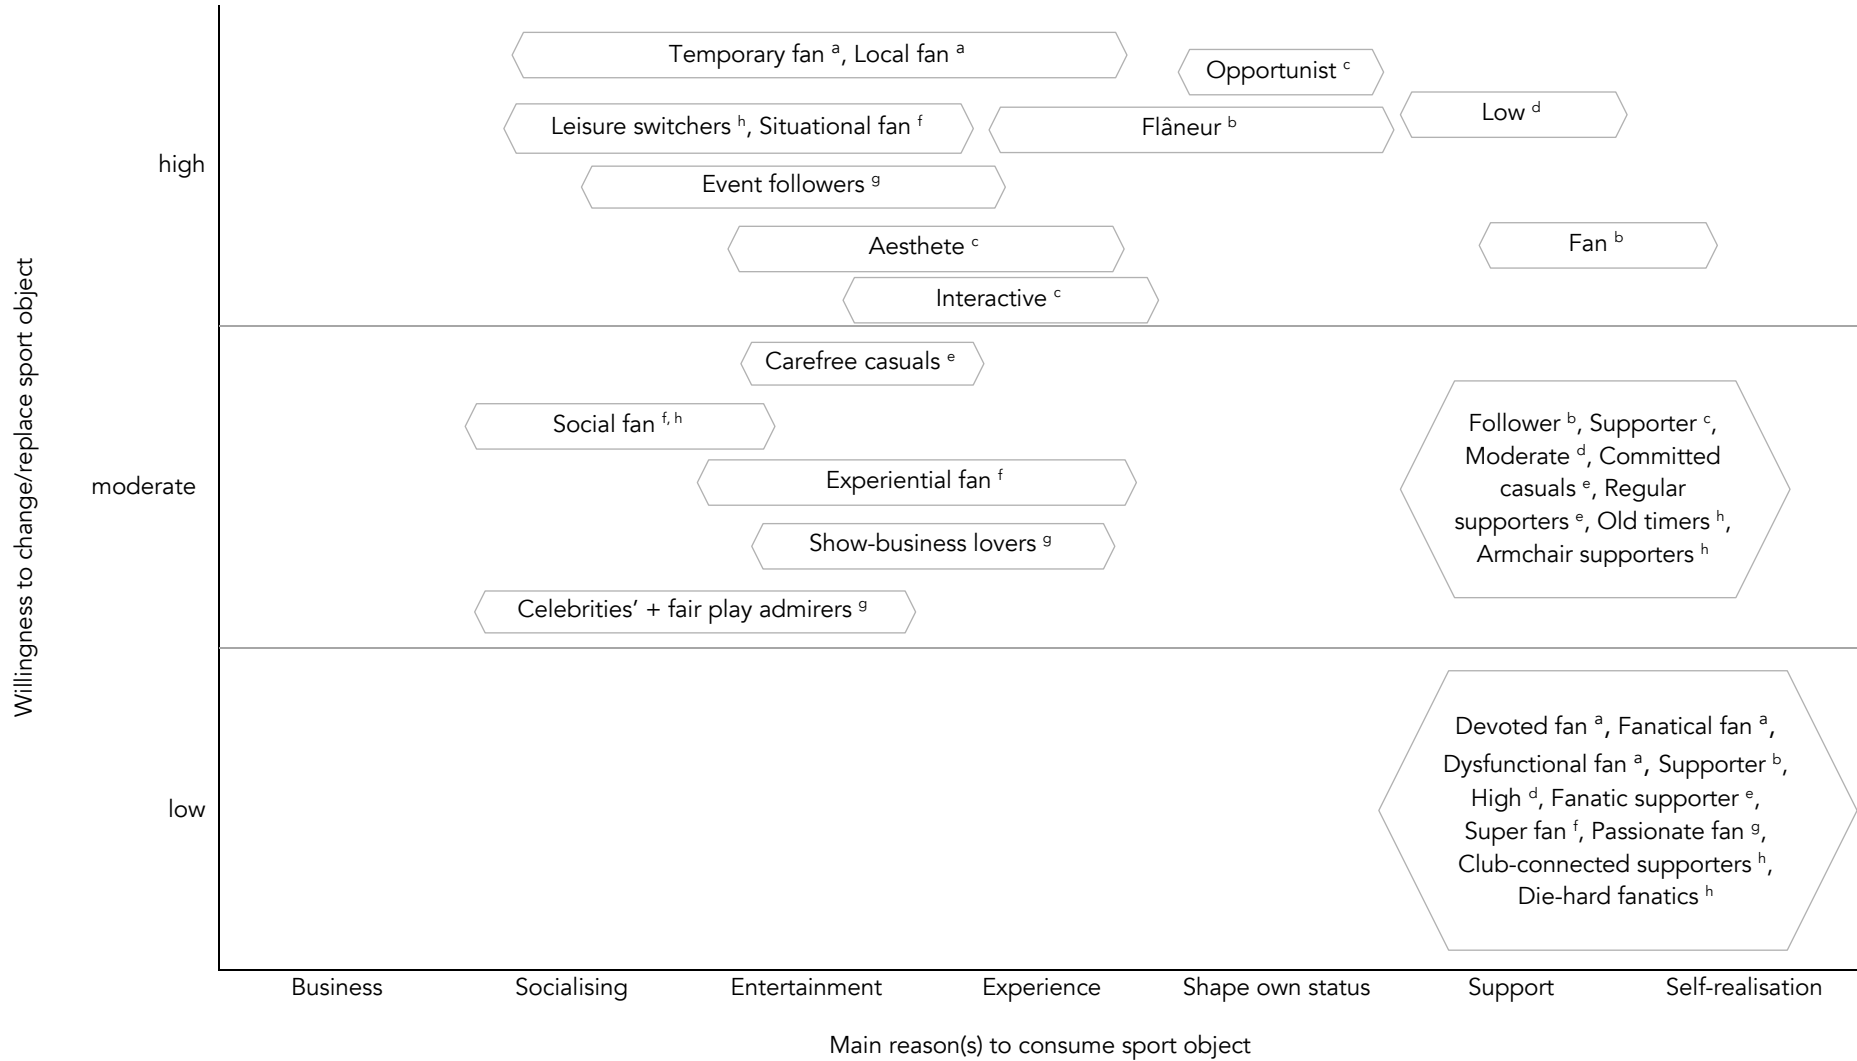 Temporary fan ᵃ, Local fan ᵃ
Opportunist ᶜ
Leisure switchers ʰ, Situational fan ᶠ
Flâneur ᵇ
Low ᵈ
high
Event followers ᵍ
Aesthete ᶜ
Fan ᵇ
Interactive ᶜ
Willingness to change/replace sport object
Carefree casuals ᵉ
Social fan ᶠ, ʰ
Experiential fan ᶠ
Show-business lovers ᵍ
Celebrities’ + fair play admirers ᵍ
moderate
Follower ᵇ, Supporter ᶜ,
Moderate ᵈ, Committed
casuals ᵉ, Regular
supporters ᵉ, Old timers ʰ,
Armchair supporters ʰ
low
Devoted fan ᵃ, Fanatical fan ᵃ,
Dysfunctional fan ᵃ, Supporter ᵇ,
High ᵈ, Fanatic supporter ᵉ,
Super fan ᶠ, Passionate fan ᵍ,
Club-connected supporters ʰ,
Die-hard fanatics ʰ
Business
Socialising
Entertainment
Experience
Shape own status
Support
Self-realisation
Main reason(s) to consume sport object